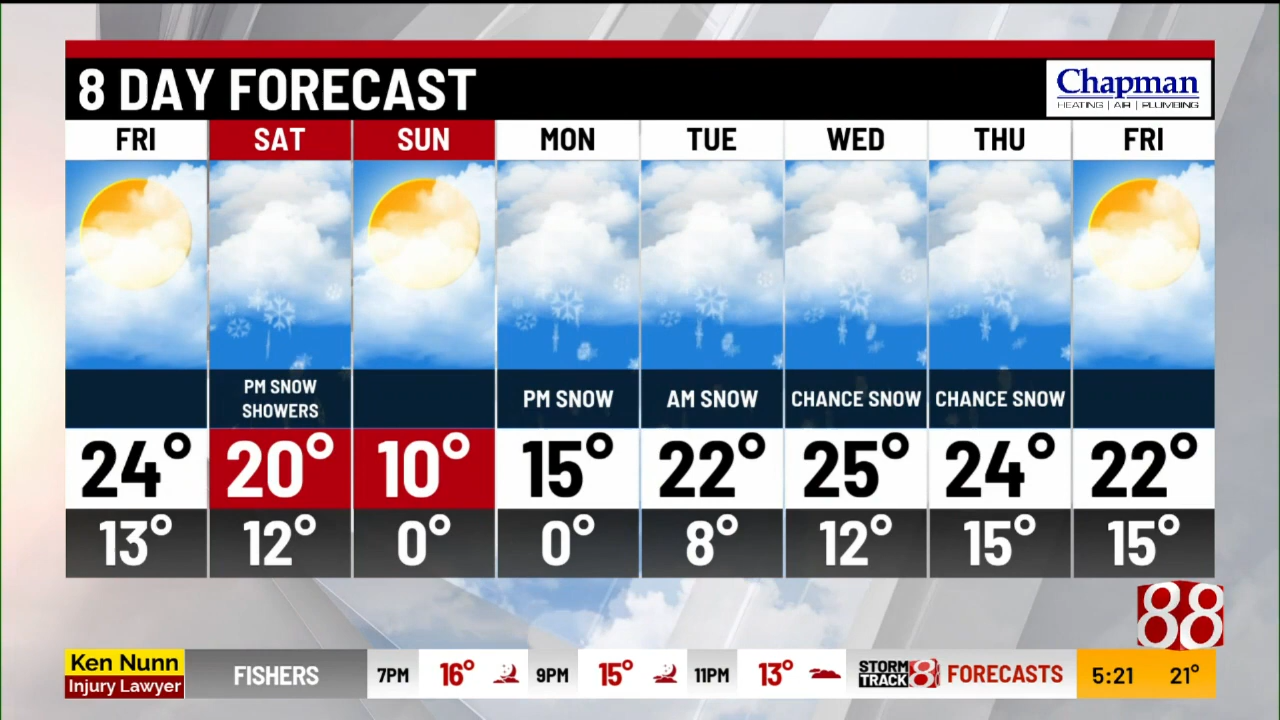 8 DAY FORECAST
Chapman
HEATING | AIR | PLUMBING
FRI SAT SUN MON TUE WED THU FRI
PM SNOW
SHOWERS
PM SNOW AM SNOW CHANCE SNOW CHANCE SNOW
24° 20° 10° 15° 22° 25° 24° 22°
13° 12° 0° 0° 8° 12° 15° 15°
88
Ken Nunn
Injury Lawyer
FISHERS 7PM 16° 9PM 15° 11PM 13°
STORM
TRACK 8
FORECASTS 5:21 21°